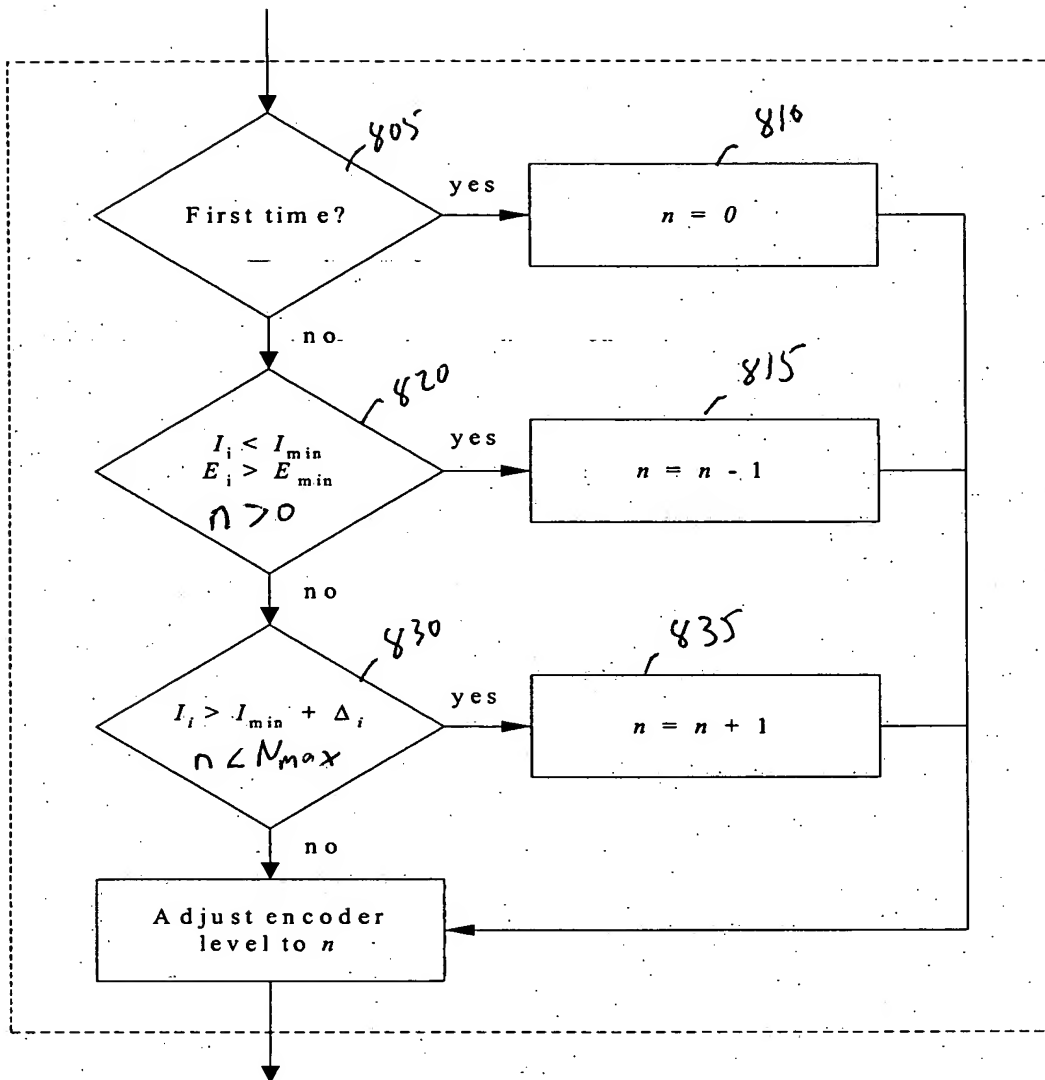 805
810
First time?
yes
n = 0
no
820
815
I_i < I_min
E_i > E_min
n > 0
yes
n = n - 1
no
830
835
I_i > I_min + Δ_i
n < N_max
yes
n = n + 1
no
Adjust encoder
level to n